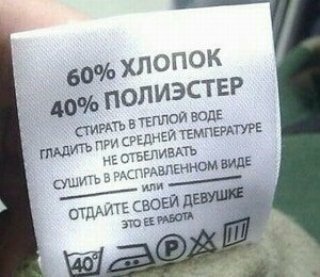 60% ХЛОПОК
40% ПОЛИЭСТЕР
СТИРАТЬ В ТЕПЛОЙ ВОДЕ
ГЛАДИТЬ ПРИ СРЕДНЕЙ ТЕМПЕРАТУРЕ
НЕ ОТБЕЛИВАТЬ
СУШИТЬ В РАСПРАВЛЕННОМ ВИДЕ
ИЛИ
ОТДАЙТЕ СВОЕЙ ДЕВУШКЕ
ЭТО ЕЕ РАБОТА
40° P